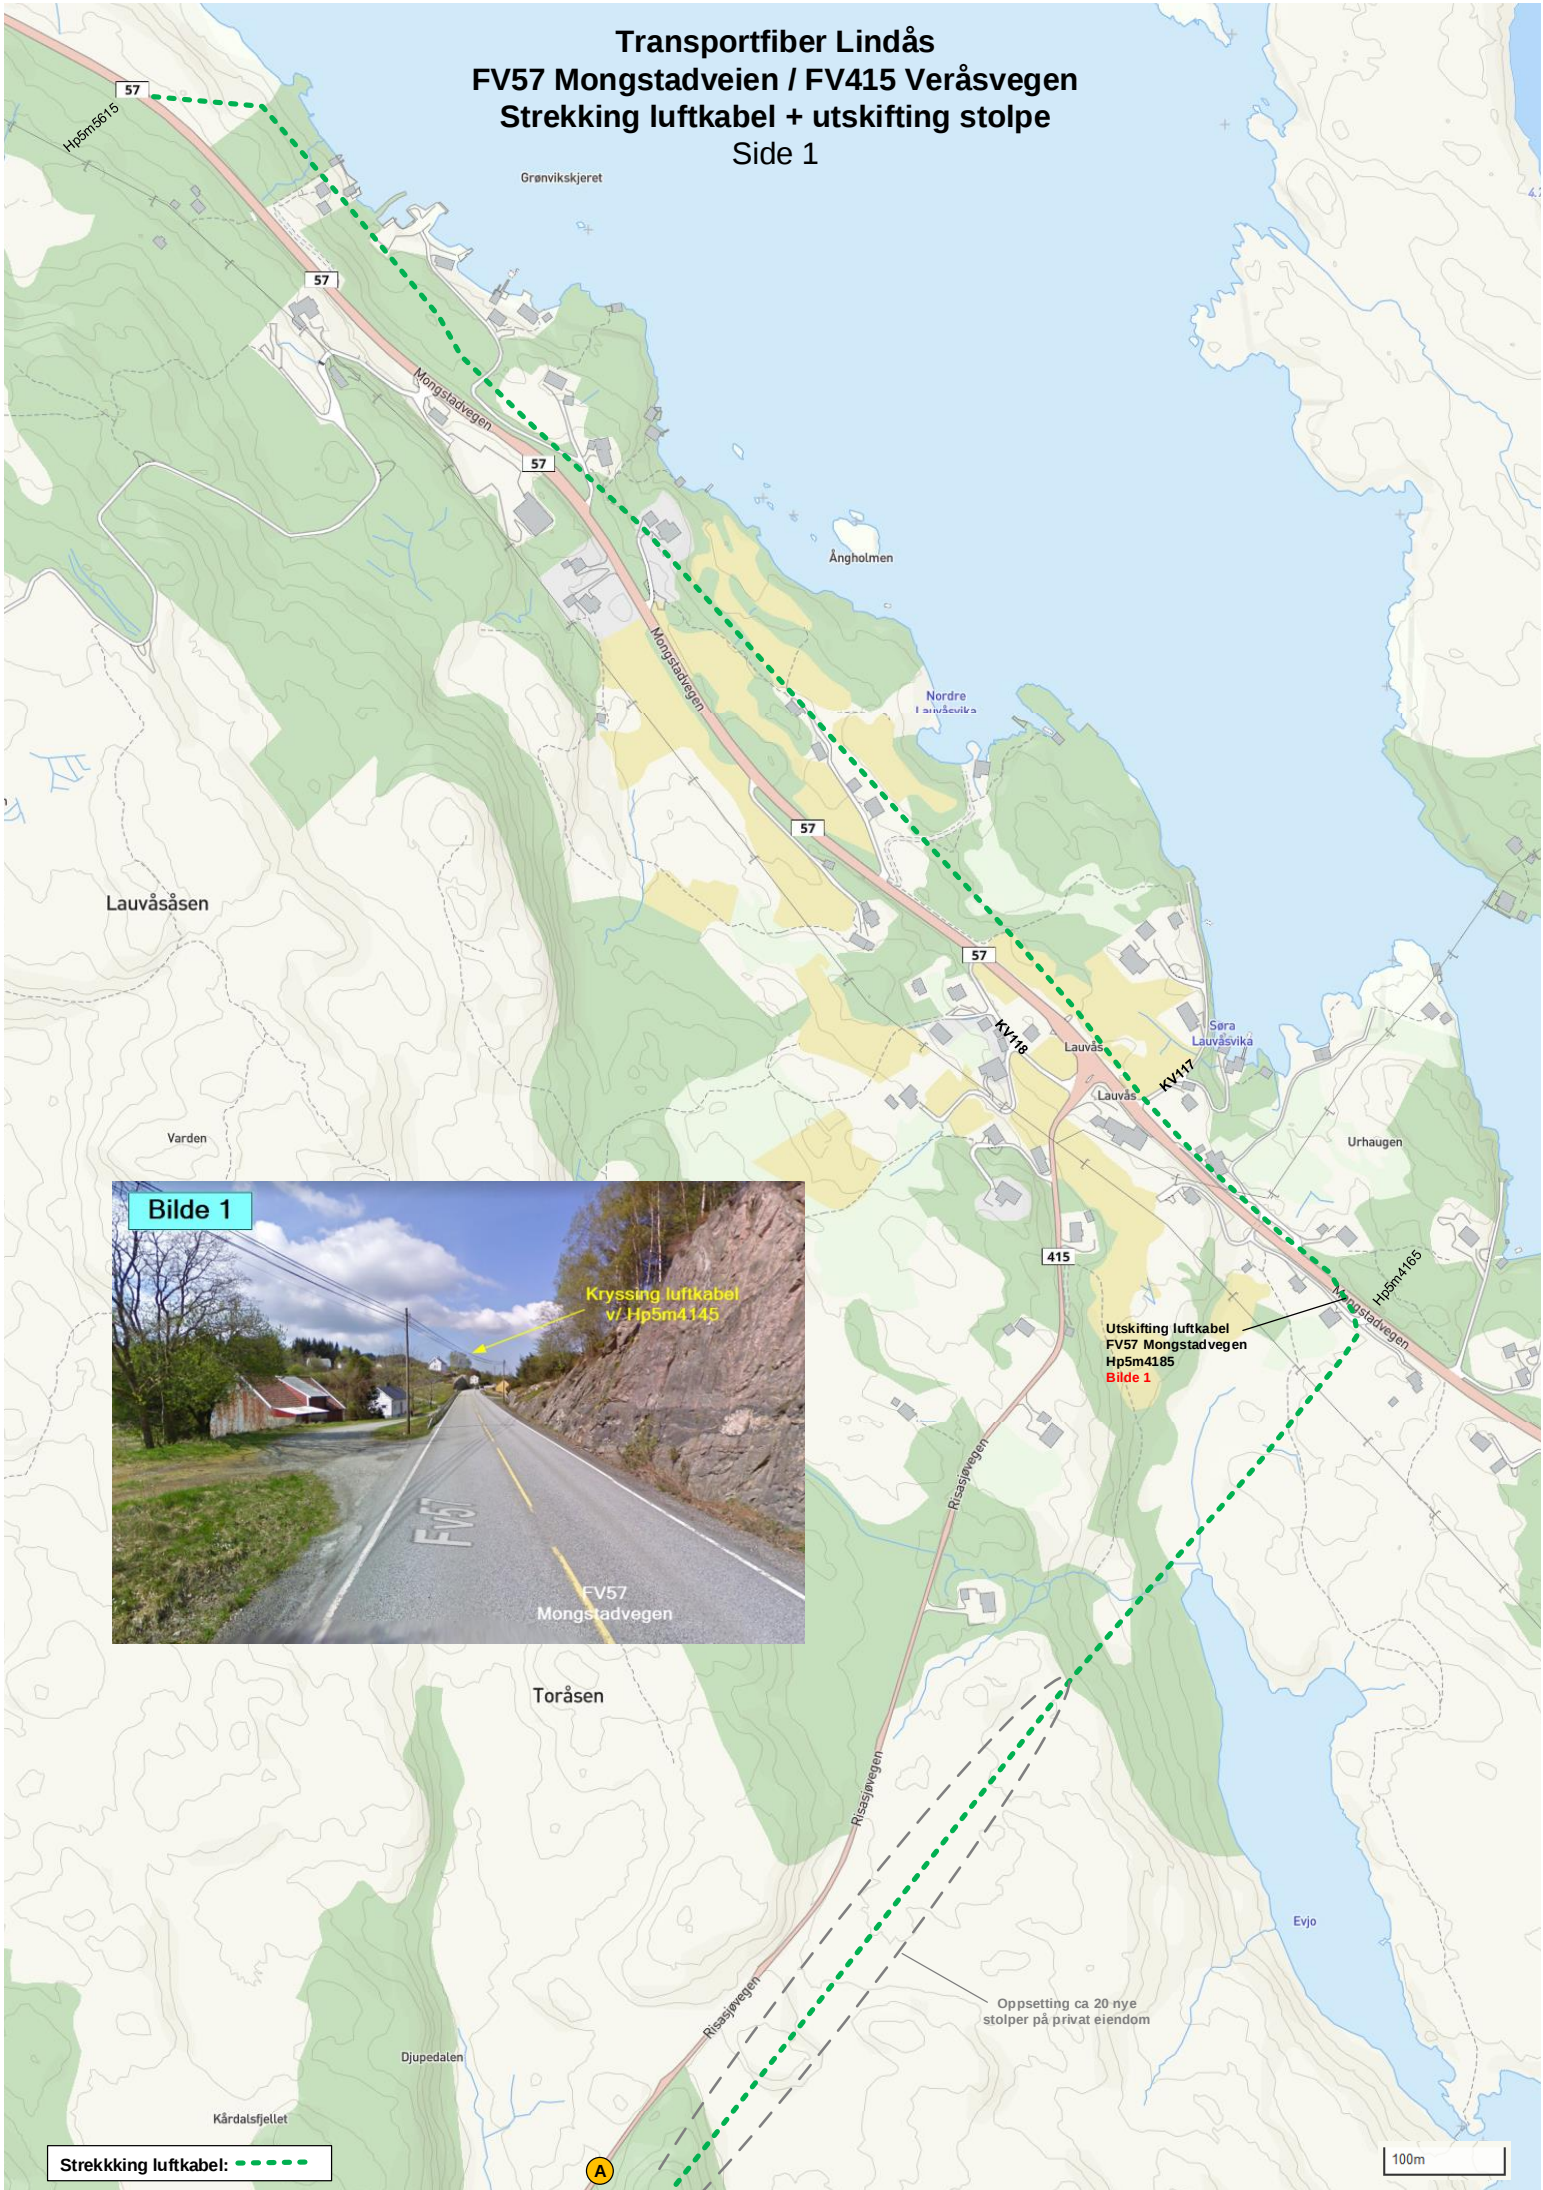 Transportfiber Lindås
FV57 Mongstadveien / FV415 Veråsvegen
Strekking luftkabel + utskifting stolpe
Side 1
57
Hp5m5615
Grønvikskjeret
57
Mongstadvegen
57
Ångholmen
Mongstadvegen
Nordre
Lauvåsvika
57
Lauvåsåsen
57
KV118
Lauvås
Søra
Lauvåsvika
KV117
Lauvås
Varden
Urhaugen
Bilde 1
Kryssing luftkabel
v/ Hp5m4145
Fv57
FV57
Mongstadvegen
415
Hp5m4165
Mongstadvegen
Utskifting luftkabel
FV57 Mongstadvegen
Hp5m4185
Bilde 1
Risasjøvegen
Toråsen
Risasjøvegen
Evjo
Risasjøvegen
Oppsetting ca 20 nye
stolper på privat eiendom
Djupedalen
Kårdalsfjellet
Strekkking luftkabel:
A
100m